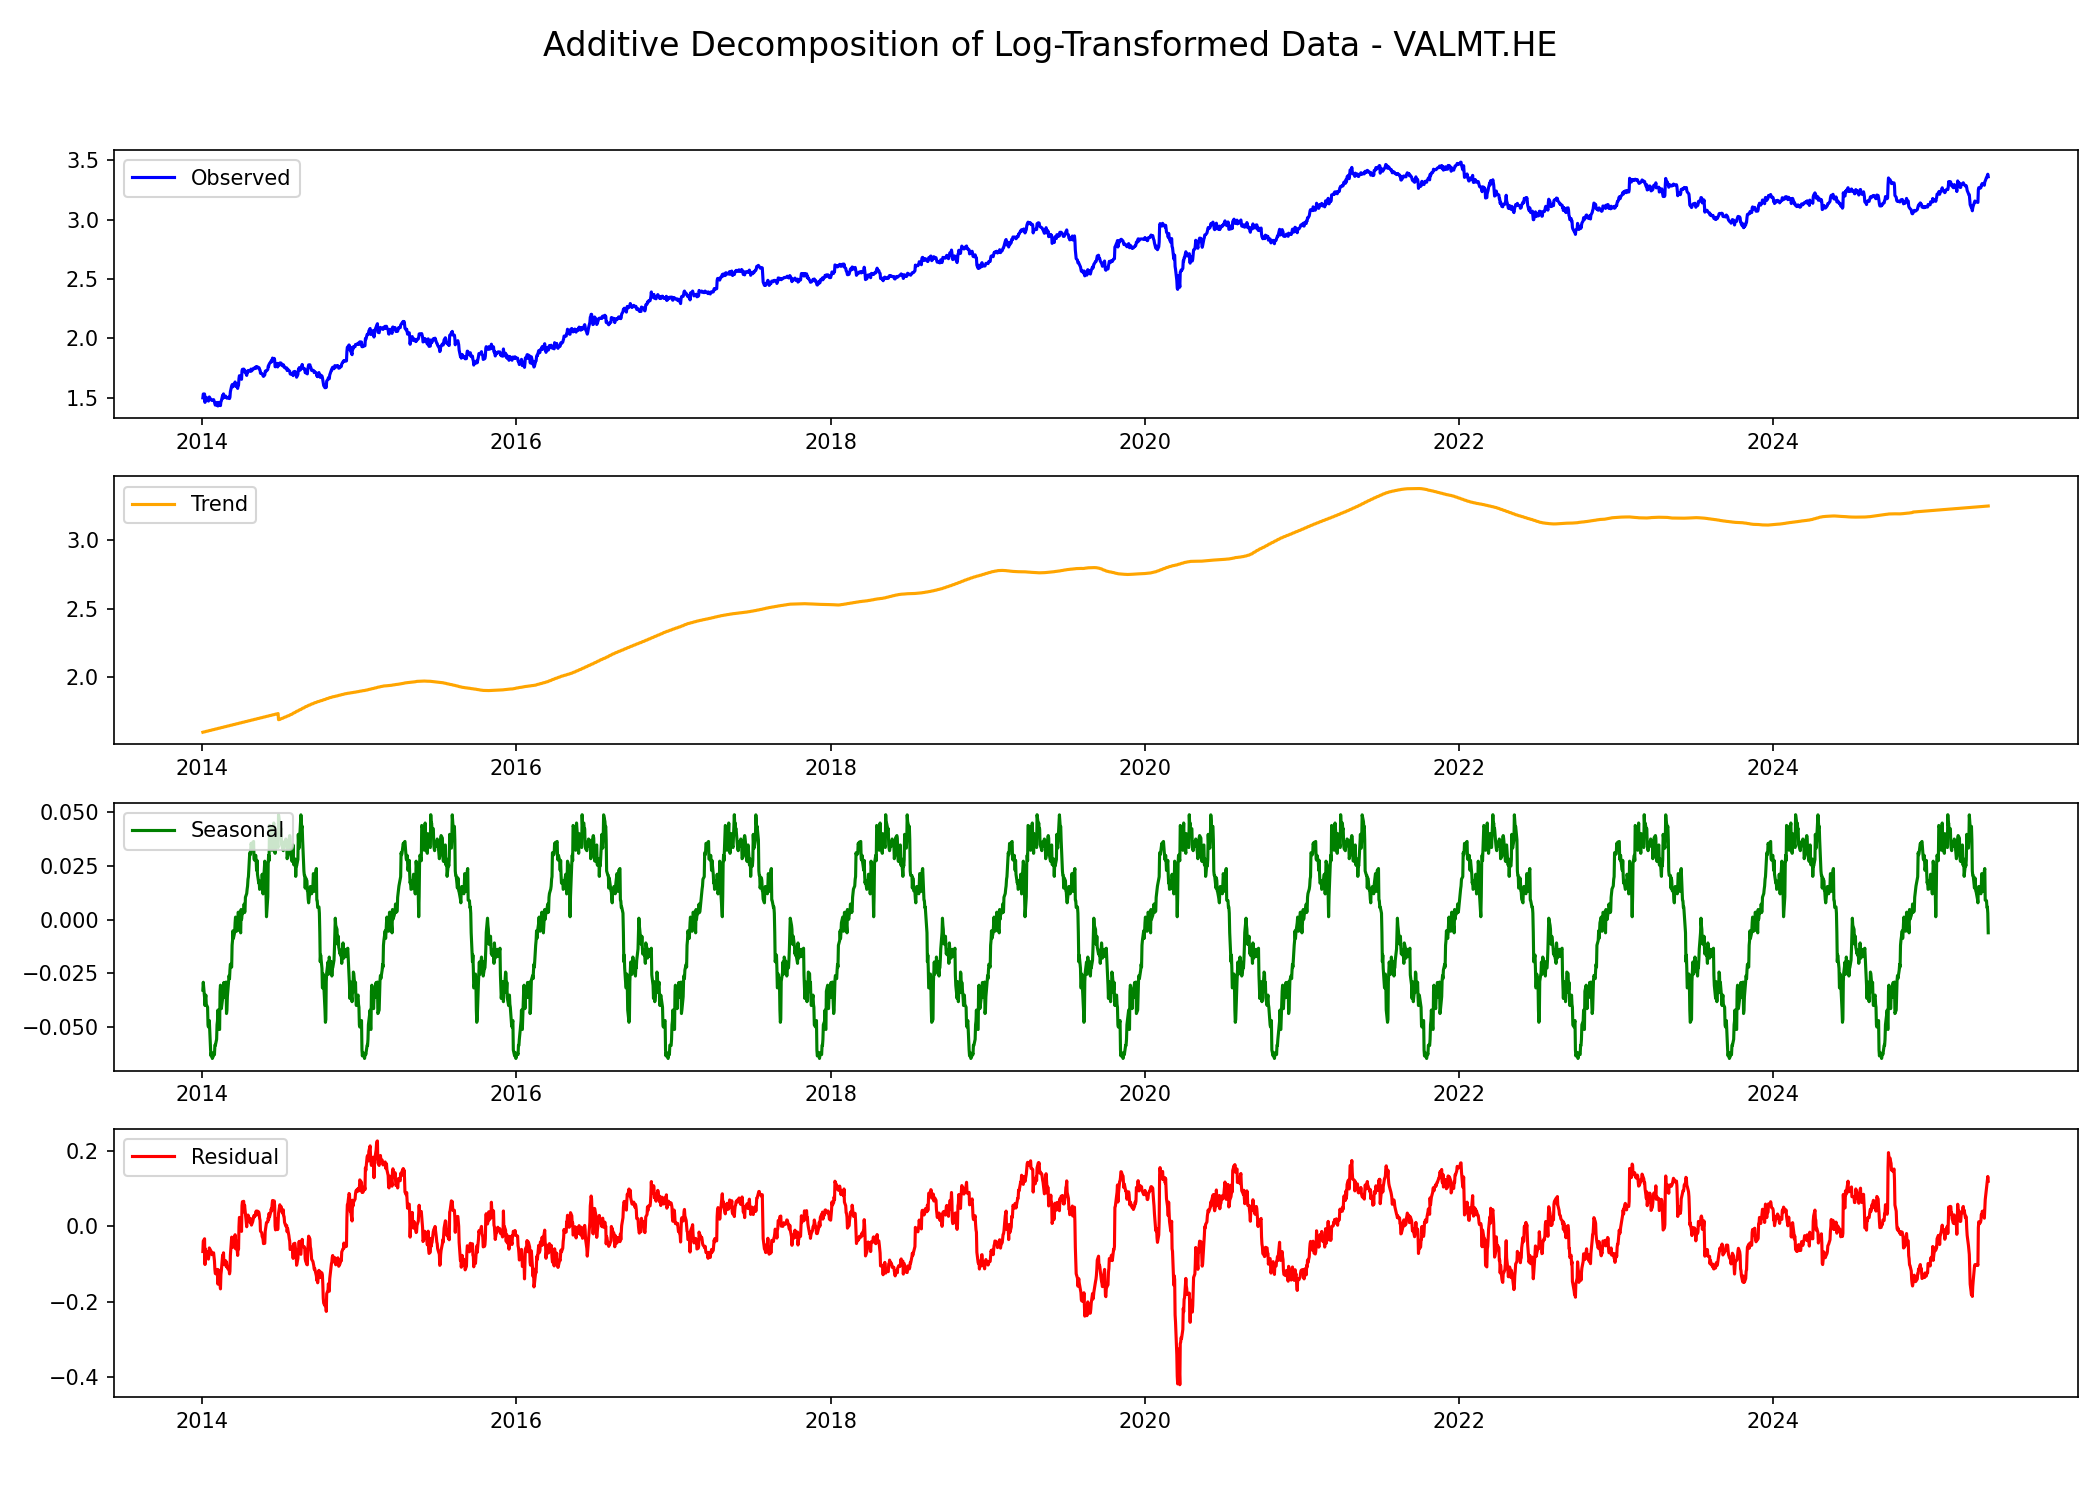 Additive Decomposition of Log-Transformed Data - VALMT.HE
3.5
3.0
2.5
2.0
1.5
Observed
2014 2016 2018 2020 2022 2024
3.0
2.5
2.0
Trend
2014 2016 2018 2020 2022 2024
0.050
0.025
0.000
−0.025
−0.050
Seasonal
2014 2016 2018 2020 2022 2024
0.2
0.0
−0.2
−0.4
Residual
2014 2016 2018 2020 2022 2024